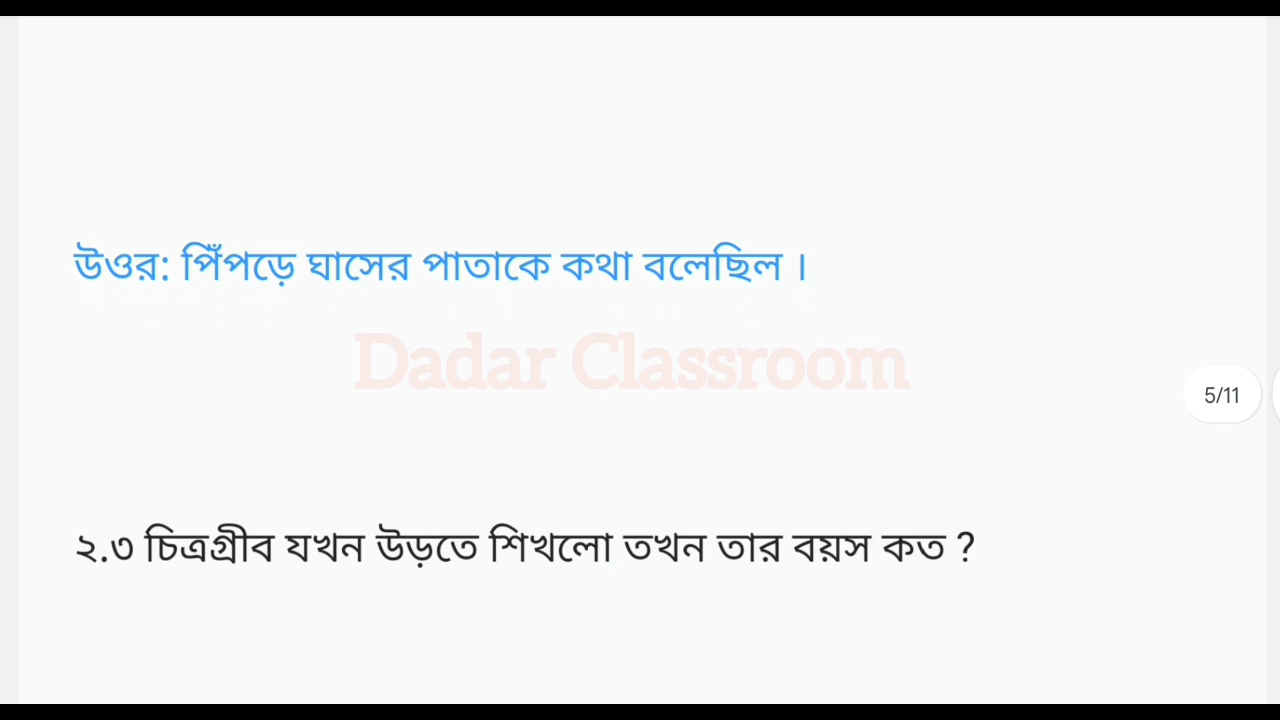 উওর: পিঁপড়ে ঘাসের পাতাকে কথা বলেছিল ।
Dadar Classroom
5/11
২.৩ চিত্রগ্রীব যখন উড়তে শিখলো তখন তার বয়স কত ?